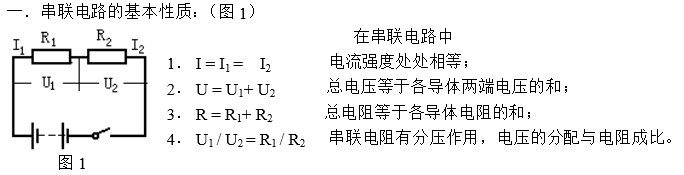 一．串联电路的基本性质：（图 1）
I₁ R₁ R₂ I₂
U₁ U₂
图 1
在串联电路中
1． I = I₁ = I₂ 电流强度处处相等；
2． U = U₁+ U₂ 总电压等于各导体两端电压的和；
3． R = R₁+ R₂ 总电阻等于各导体电阻的和；
4． U₁ / U₂ = R₁ / R₂ 串联电阻有分压作用，电压的分配与电阻成比。